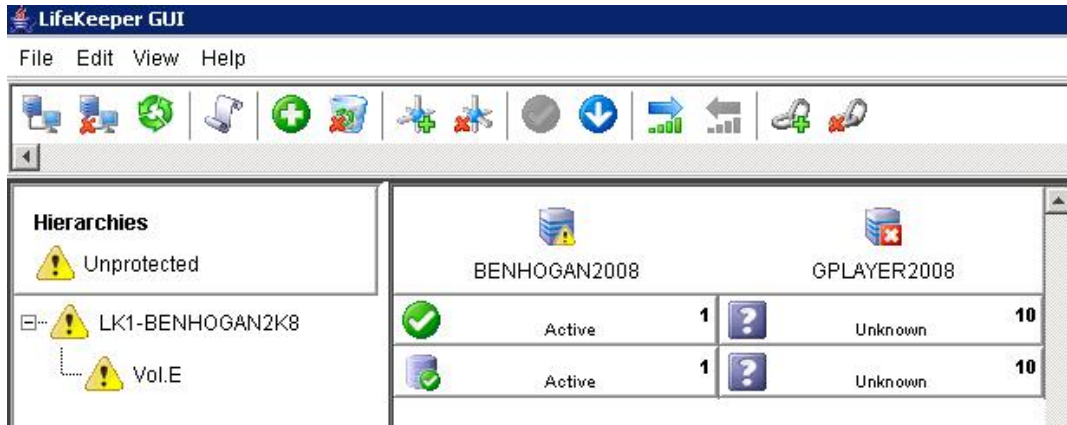 LifeKeeper GUI
File Edit View Help
Hierarchies
Unprotected
BENHOGAN2008
GPLAYER2008
LK1-BENHOGAN2K8
Active 1
Unknown 10
Vol.E
Active 1
Unknown 10